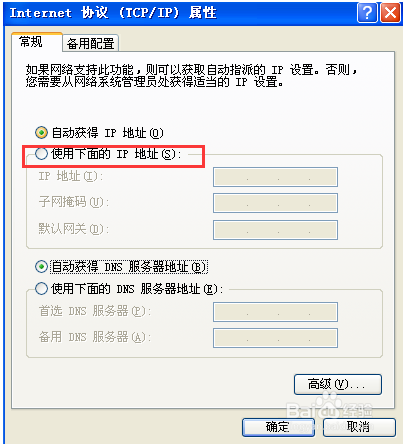 Internet 协议 (TCP/IP) 属性
常规
备用配置
如果网络支持此功能，则可以获取自动指派的 IP 设置。否则，
您需要从网络系统管理员处获得适当的 IP 设置。
自动获得 IP 地址(O)
使用下面的 IP 地址(S):
IP 地址(I):
子网掩码(U):
默认网关(D):
自动获得 DNS 服务器地址(B)
使用下面的 DNS 服务器地址(E):
首选 DNS 服务器(P):
备用 DNS 服务器(A):
高级(V)...
确定
取消